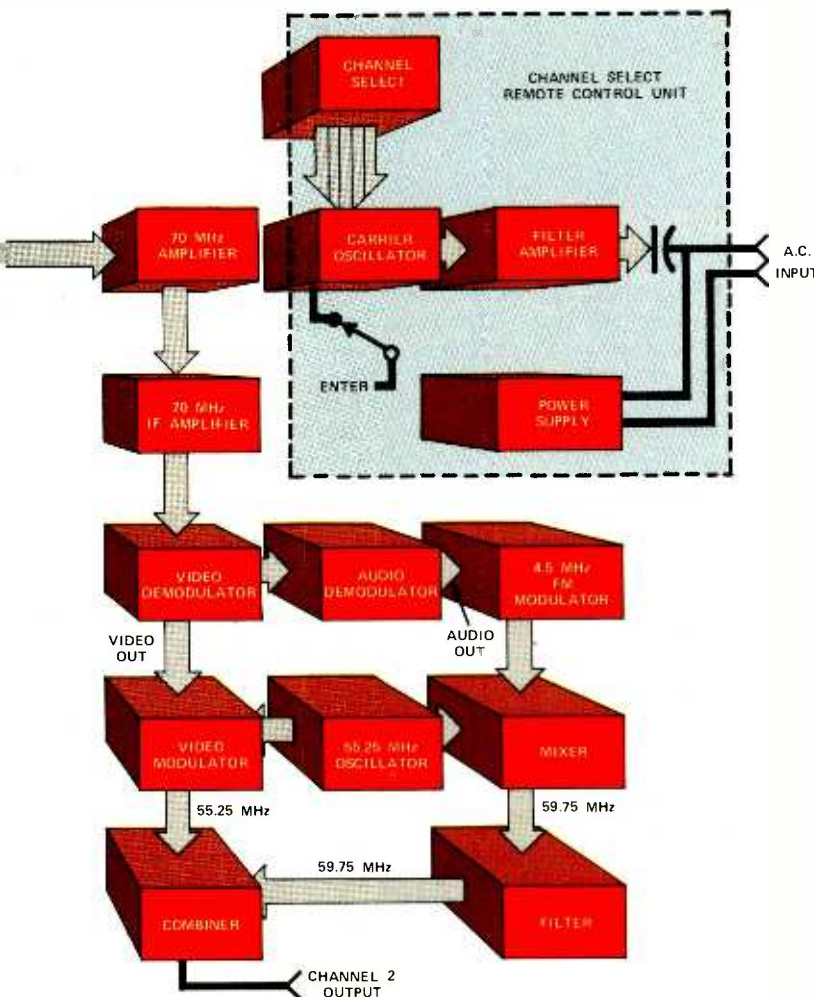 CHANNEL
SELECT
CHANNEL SELECT
REMOTE CONTROL UNIT
70 MHz
AMPLIFIER
CARRIER
OSCILLATOR
FILTER
AMPLIFIER
A.C.
INPUT
ENTER
70 MHz
IF AMPLIFIER
POWER
SUPPLY
VIDEO
DEMODULATOR
AUDIO
DEMODULATOR
4.5 MHz
FM
MODULATOR
VIDEO
OUT
AUDIO
OUT
VIDEO
MODULATOR
55.25 MHz
OSCILLATOR
MIXER
55.25 MHz
59.75 MHz
59.75 MHz
COMBINER
FILTER
CHANNEL 2
OUTPUT